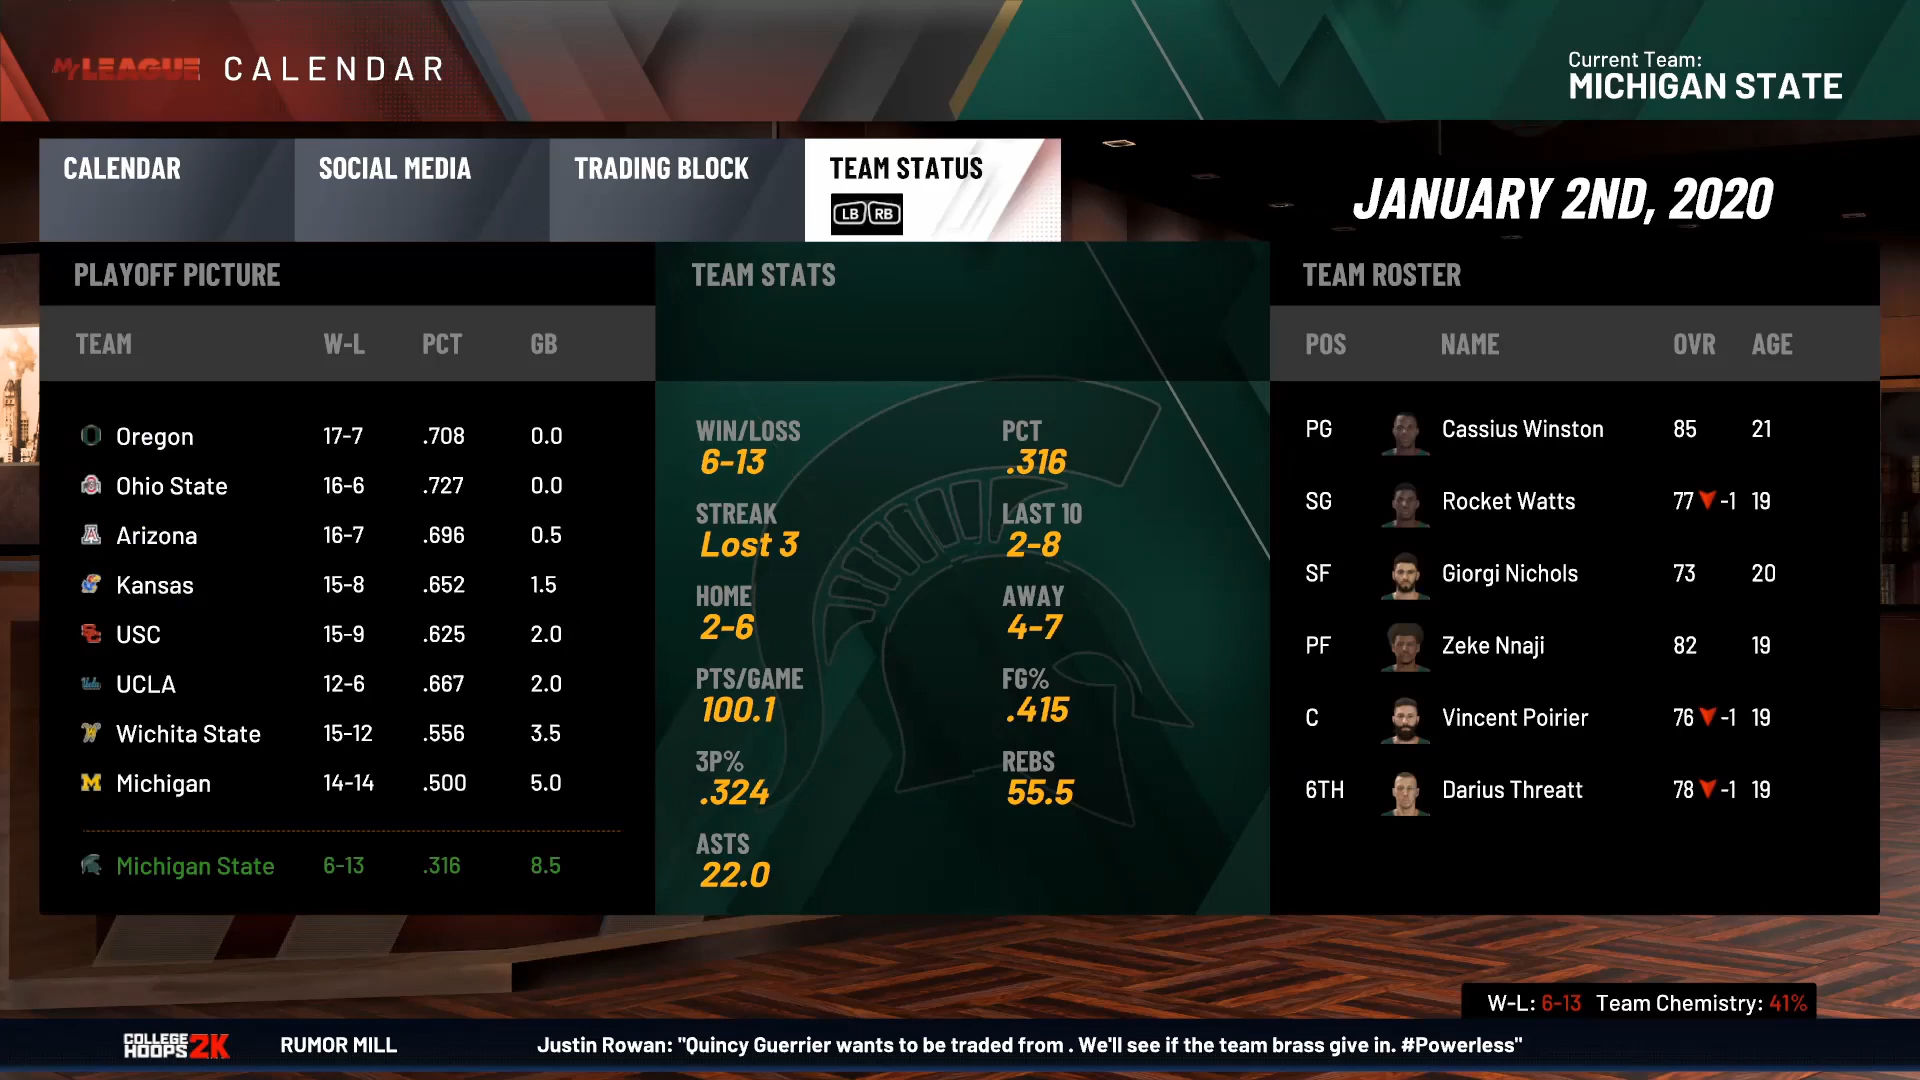 MyLEAGUE CALENDAR
Current Team:
MICHIGAN STATE
CALENDAR
SOCIAL MEDIA
TRADING BLOCK
TEAM STATUS
LB RB
JANUARY 2ND, 2020
PLAYOFF PICTURE
TEAM W-L PCT GB
Oregon 17-7 .708 0.0
Ohio State 16-6 .727 0.0
Arizona 16-7 .696 0.5
Kansas 15-8 .652 1.5
USC 15-9 .625 2.0
UCLA 12-6 .667 2.0
Wichita State 15-12 .556 3.5
Michigan 14-14 .500 5.0
Michigan State 6-13 .316 8.5
TEAM STATS
WIN/LOSS PCT
6-13 .316
STREAK LAST 10
Lost 3 2-8
HOME AWAY
2-6 4-7
PTS/GAME FG%
100.1 .415
3P% REBS
.324 55.5
ASTS
22.0
TEAM ROSTER
POS NAME OVR AGE
PG Cassius Winston 85 21
SG Rocket Watts 77 -1 19
SF Giorgi Nichols 73 20
PF Zeke Nnaji 82 19
C Vincent Poirier 76 -1 19
6TH Darius Threatt 78 -1 19
W-L: 6-13 Team Chemistry: 41%
COLLEGE HOOPS 2K
RUMOR MILL
Justin Rowan: "Quincy Guerrier wants to be traded from . We'll see if the team brass give in. #Powerless"